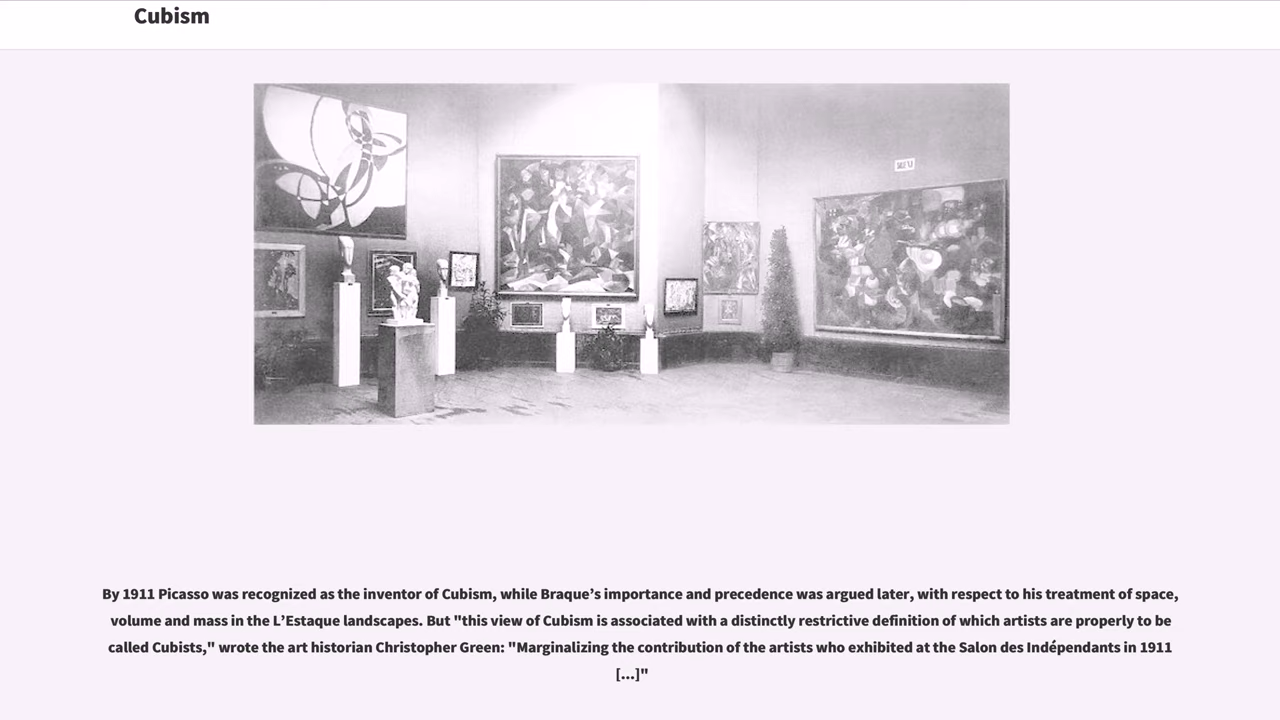 Cubism
By 1911 Picasso was recognized as the inventor of Cubism, while Braque’s importance and precedence was argued later, with respect to his treatment of space,
volume and mass in the L’Estaque landscapes. But "this view of Cubism is associated with a distinctly restrictive definition of which artists are properly to be
called Cubists," wrote the art historian Christopher Green: "Marginalizing the contribution of the artists who exhibited at the Salon des Indépendants in 1911
[...]"